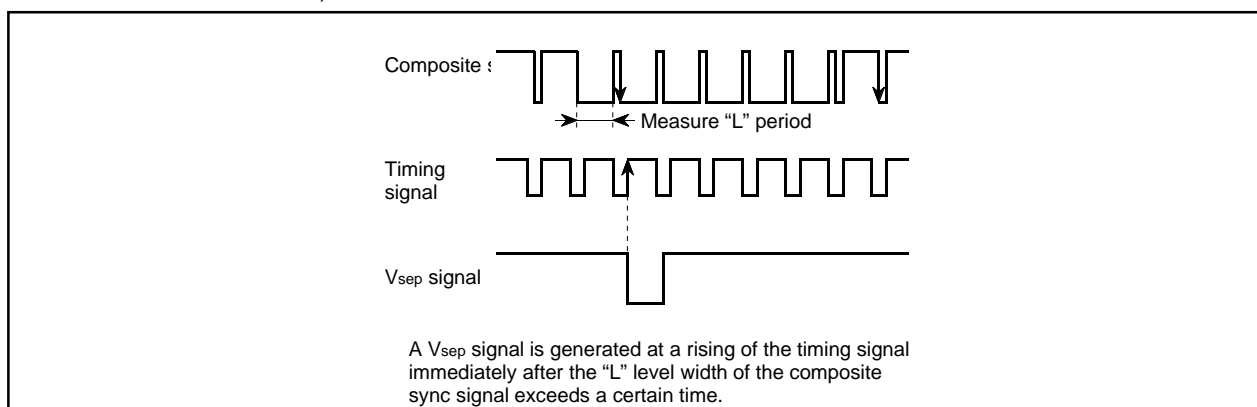 Composite s
Measure “L” period
Timing
signal
Vsep signal
A Vsep signal is generated at a rising of the timing signal
immediately after the “L” level width of the composite
sync signal exceeds a certain time.